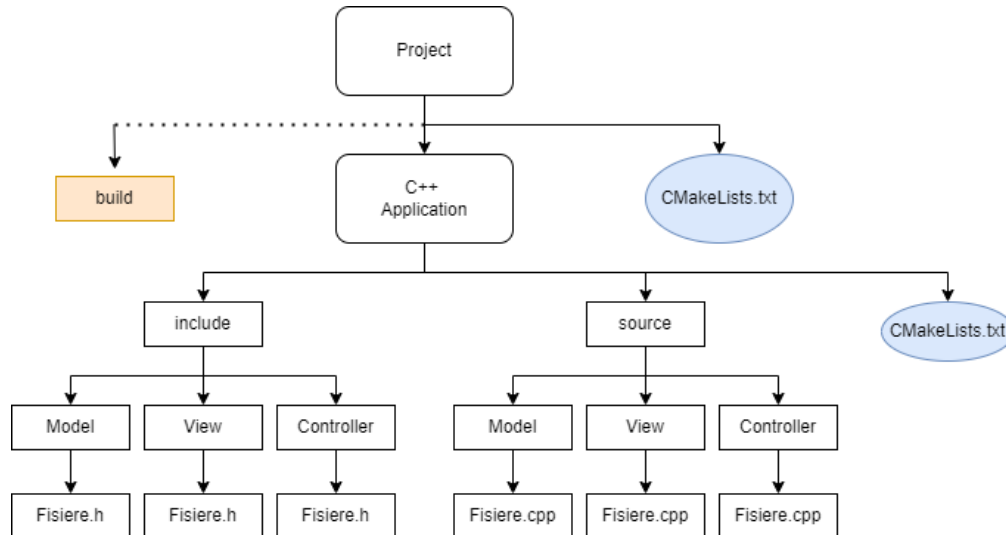 Project
build
C++
Application
CMakeLists.txt
include
source
CMakeLists.txt
Model
View
Controller
Model
View
Controller
Fisiere.h
Fisiere.h
Fisiere.h
Fisiere.cpp
Fisiere.cpp
Fisiere.cpp